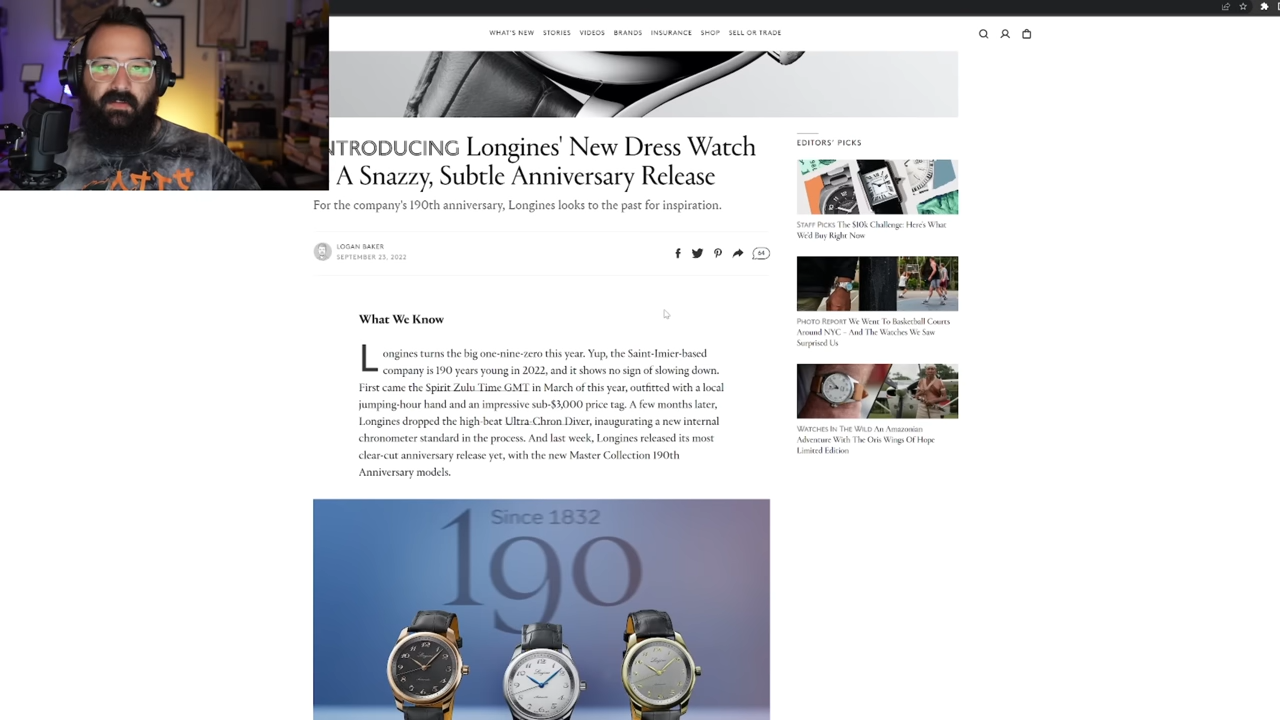 WHAT'S NEW STORIES VIDEOS BRANDS INSURANCE SHOP SELL OR TRADE
NTRODUCING Longines' New Dress Watch
A Snazzy, Subtle Anniversary Release
For the company's 190th anniversary, Longines looks to the past for inspiration.
LOGAN BAKER
SEPTEMBER 23, 2022
64
What We Know
Longines turns the big one-nine-zero this year. Yup, the Saint-Imier-based
company is 190 years young in 2022, and it shows no sign of slowing down.
First came the Spirit Zulu Time GMT in March of this year, outfitted with a local
jumping-hour hand and an impressive sub-$3,000 price tag. A few months later,
Longines dropped the high-beat Ultra-Chron Diver, inaugurating a new internal
chronometer standard in the process. And last week, Longines released its most
clear-cut anniversary release yet, with the new Master Collection 190th
Anniversary models.
Since 1832
190
EDITORS' PICKS
STAFF PICKS The $10k Challenge: Here's What
We'd Buy Right Now
PHOTO REPORT We Went To Basketball Courts
Around NYC – And The Watches We Saw
Surprised Us
WATCHES IN THE WILD An Amazonian
Adventure With The Oris Wings Of Hope
Limited Edition